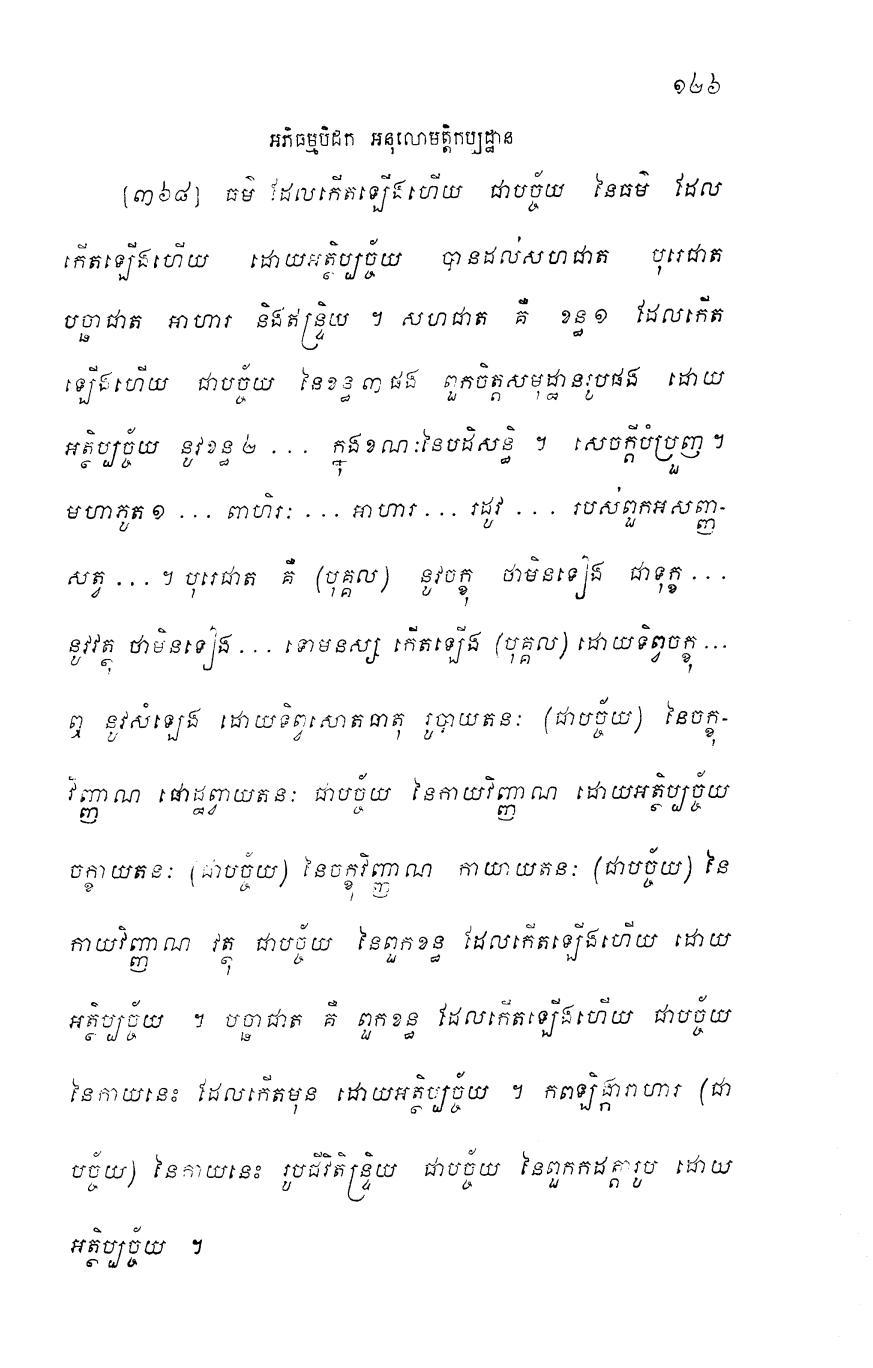 ១២៦
អភិធម្មបិដក អនុលោមត្តិកប្បដ្ឋាន
[៣៦៨] ធម៌ ដែលកើតឡើងហើយ ជាបច្ច័យ នៃធម៌ ដែល
កើតឡើងហើយ ដោយអត្ថិប្បច្ច័យ បានដល់សហជាត បុរេជាត
បច្ឆាជាត អាហារ និងឥន្ទ្រិយ ។ សហជាត គឺ ខន្ធ១ ដែលកើត
ឡើងហើយ ជាបច្ច័យ នៃខន្ធ៣ផង ពួកចិត្តសមុដ្ឋានរូបផង ដោយ
អត្ថិប្បច្ច័យ នូវខន្ធ២ ... ក្នុងខណៈនៃបដិសន្ធិ ។ សេចក្តីបំប្រួញ។
មហាភូត១ ... ពាហិរៈ ... អាហារ ... រដូវ ... របស់ពួកអសញ្ញ-
សត្វ ... ។ បុរេជាត គឺ (បុគ្គល) នូវចក្ខុ ថាមិនទៀង ជាទុក្ខ ...
នូវវត្ថុ ថាមិនទៀង ... ទោមនស្ស កើតឡើង (បុគ្គល) ដោយទិព្វចក្ខុ ...
ឮ នូវសំឡេង ដោយទិព្វសោតធាតុ រូបាយតនៈ (ជាបច្ច័យ) នៃចក្ខុ-
វិញ្ញាណ ផោដ្ឋព្វាយតនៈ ជាបច្ច័យ នៃកាយវិញ្ញាណ ដោយអត្ថិប្បច្ច័យ
ចក្ខាយតនៈ (ជាបច្ច័យ) នៃចក្ខុវិញ្ញាណ កាយាយតនៈ (ជាបច្ច័យ) នៃ
កាយវិញ្ញាណ វត្ថុ ជាបច្ច័យ នៃពួកខន្ធ ដែលកើតឡើងហើយ ដោយ
អត្ថិប្បច្ច័យ ។ បច្ឆាជាត គឺ ពួកខន្ធ ដែលកើតឡើងហើយ ជាបច្ច័យ
នៃកាយនេះ ដែលកើតមុន ដោយអត្ថិប្បច្ច័យ ។ កពឡិង្ការាហារ (ជា
បច្ច័យ) នៃកាយនេះ រូបជីវិតិន្ទ្រិយ ជាបច្ច័យ នៃពួកកដត្តារូប ដោយ
អត្ថិប្បច្ច័យ ។